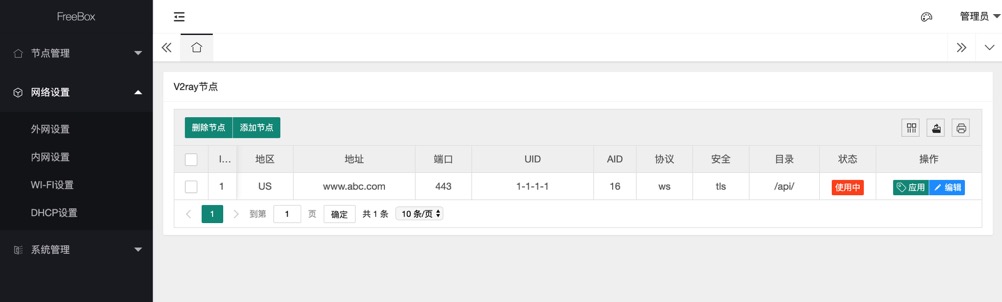 FreeBox
管理员
节点管理
网络设置
外网设置
内网设置
WI-FI设置
DHCP设置
系统管理
V2ray节点
删除节点 添加节点
I... 地区 地址 端口 UID AID 协议 安全 目录 状态 操作
1 US www.abc.com 443 1-1-1-1 16 ws tls /api/ 使用中 应用 编辑
1 到第 1 页 确定 共 1 条 10 条/页